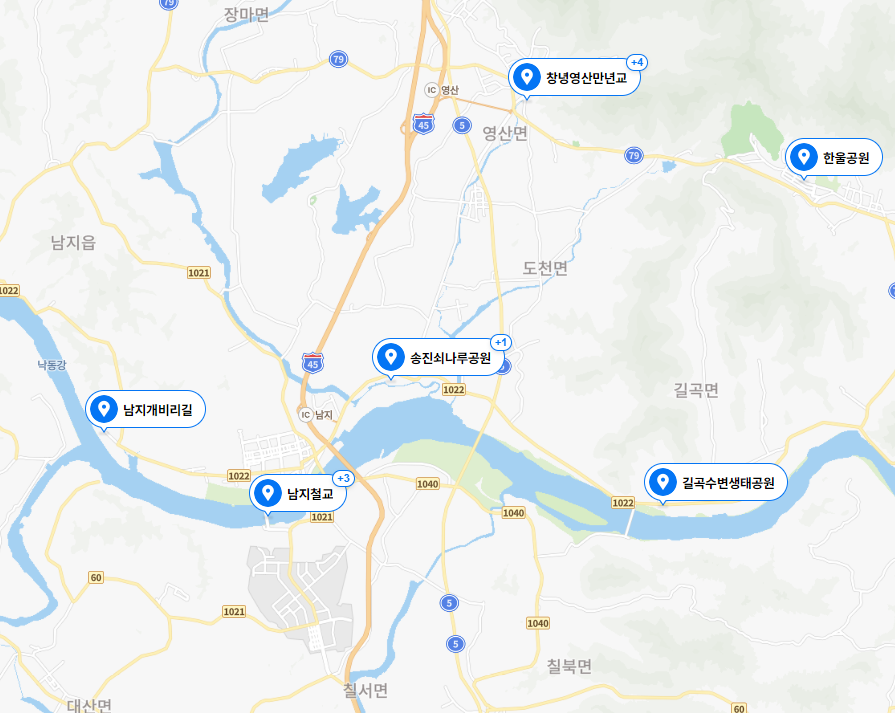 79
장마면
79
+4
창녕영산만년교
IC 영산
45
5
영산면
79
한울공원
남지읍
1021
도천면
1022
+1
송진쇠나루공원
45
낙동강
1022
길곡면
남지개비리길
IC 남지
1022
1040
+3
남지철교
길곡수변생태공원
1022
1021
1040
60
5
1021
1040
5
칠북면
칠서면
대산면
60